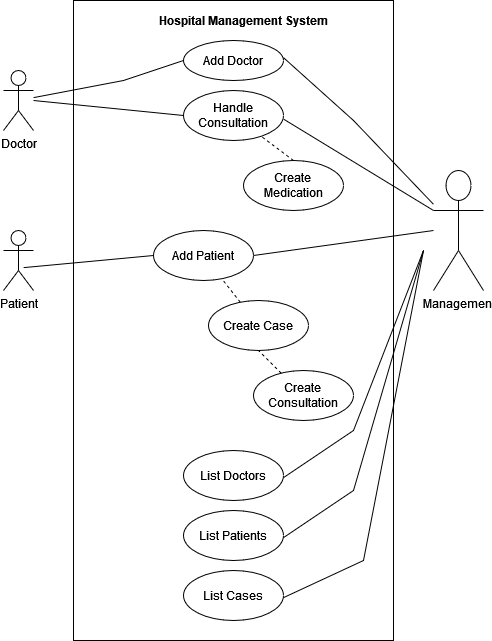 Hospital Management System
Add Doctor
Handle
Consultation
Doctor
Create
Medication
Add Patient
Patient
Managemen
Create Case
Create
Consultation
List Doctors
List Patients
List Cases